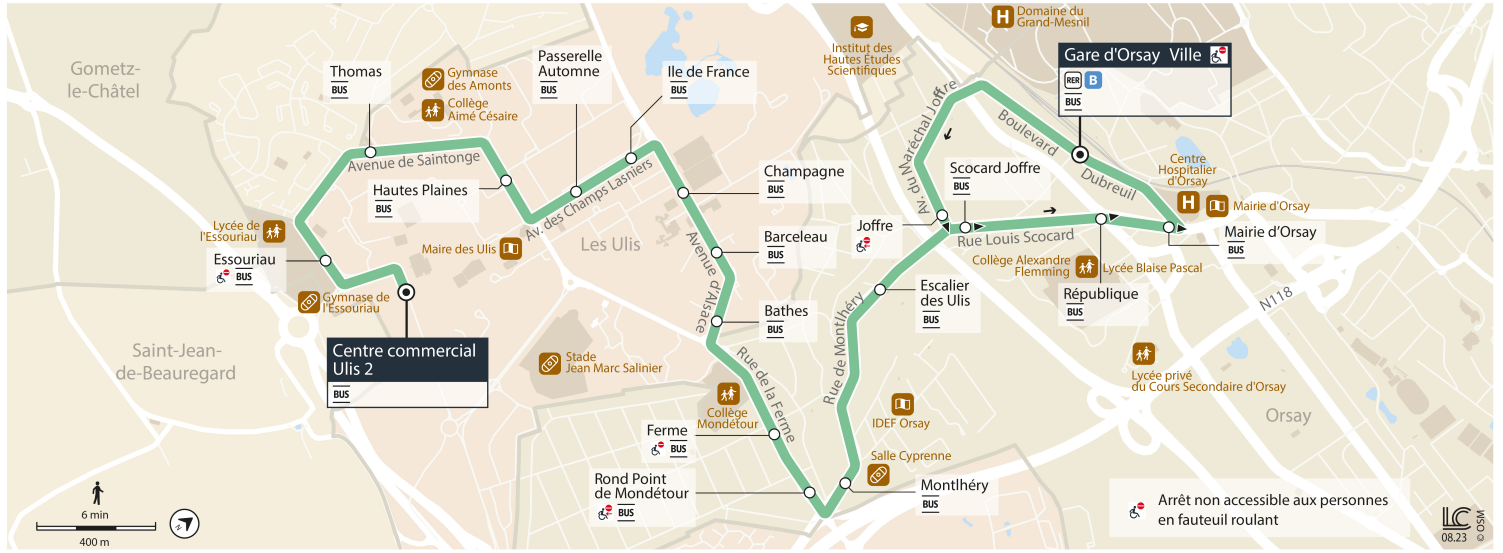 Domaine du
Grand-Mesnil
H
Institut des
Hautes Études
Scientifiques
Gare d'Orsay Ville
RER B
BUS
Gometz-
le-Châtel
Thomas
BUS
Gymnase
des Amonts
Collège
Aimé Césaire
Passerelle
Automne
BUS
Ile de France
BUS
Av. du Maréchal Joffre
Boulevard
Dubreuil
Avenue de Saintonge
Hautes Plaines
BUS
Av. des Champs Lasniers
Champagne
BUS
Scocard Joffre
BUS
Centre
Hospitalier
d'Orsay
H
Mairie d'Orsay
Lycée de
l'Essouriau
Essouriau
BUS
Maire des Ulis
Les Ulis
Barceleau
BUS
Avenue d'Alsace
Joffre
Rue Louis Scocard
Mairie d'Orsay
BUS
Collège Alexandre
Flemming
Lycée Blaise Pascal
République
BUS
N118
Gymnase de
l'Essouriau
Escalier
des Ulis
BUS
Bathes
BUS
Centre commercial
Ulis 2
BUS
Saint-Jean-
de-Beauregard
Stade
Jean Marc Salinier
Rue de la Ferme
Rue de Montlhéry
Lycée privé
du Cours Secondaire d'Orsay
Orsay
Collège
Mondétour
IDEF Orsay
Ferme
BUS
Salle Cyprenne
Rond Point
de Mondétour
BUS
Montlhéry
BUS
6 min
400 m
N
Arrêt non accessible aux personnes
en fauteuil roulant
LC
08.23
© OSM